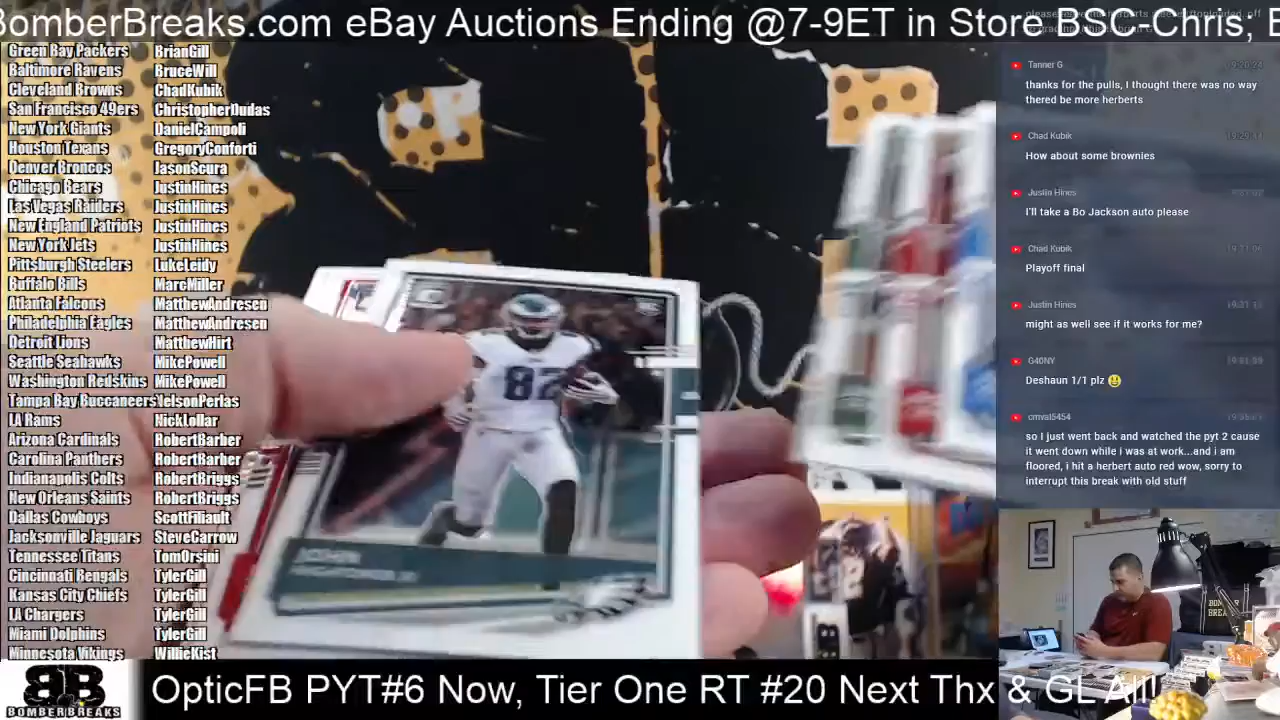 BomberBreaks.com eBay Auctions Ending @7-9ET in Store BSC-Chris, E
Green Bay Packers BrianGill
Baltimore Ravens BruceWill
Cleveland Browns ChadKubik
San Francisco 49ers ChristopherDudas
New York Giants DanielCampoli
Houston Texans GregoryConforti
Denver Broncos JasonScura
Chicago Bears JustinHines
Las Vegas Raiders JustinHines
New England Patriots JustinHines
New York Jets JustinHines
Pittsburgh Steelers LukeLeidy
Buffalo Bills MarcMiller
Atlanta Falcons MatthewAndresen
Philadelphia Eagles MatthewAndresen
Detroit Lions MatthewHirt
Seattle Seahawks MikePowell
Washington Redskins MikePowell
Tampa Bay Buccaneers NelsonPerlas
LA Rams NickLollar
Arizona Cardinals RobertBarber
Carolina Panthers RobertBarber
Indianapolis Colts RobertBriggs
New Orleans Saints RobertBriggs
Dallas Cowboys ScottFiliault
Jacksonville Jaguars SteveCarrow
Tennessee Titans TomOrsini
Cincinnati Bengals TylerGill
Kansas City Chiefs TylerGill
LA Chargers TylerGill
Miami Dolphins TylerGill
Minnesota Vikings WillieKist
RC
82
JOHN
Tanner G
thanks for the pulls, I thought there was no way
thered be more herberts
Chad Kubik
How about some brownies
Justin Hines
I'll take a Bo Jackson auto please
Chad Kubik
Playoff final
Justin Hines
might as well see if it works for me?
G40NY
Deshaun 1/1 plz 😃
cmval5454
so I just went back and watched the pyt 2 cause
it went down while i was at work...and i am
floored, i hit a herbert auto red wow, sorry to
interrupt this break with old stuff
BB
BOMBERBREAKS
OpticFB PYT#6 Now, Tier One RT #20 Next Thx & GL All!